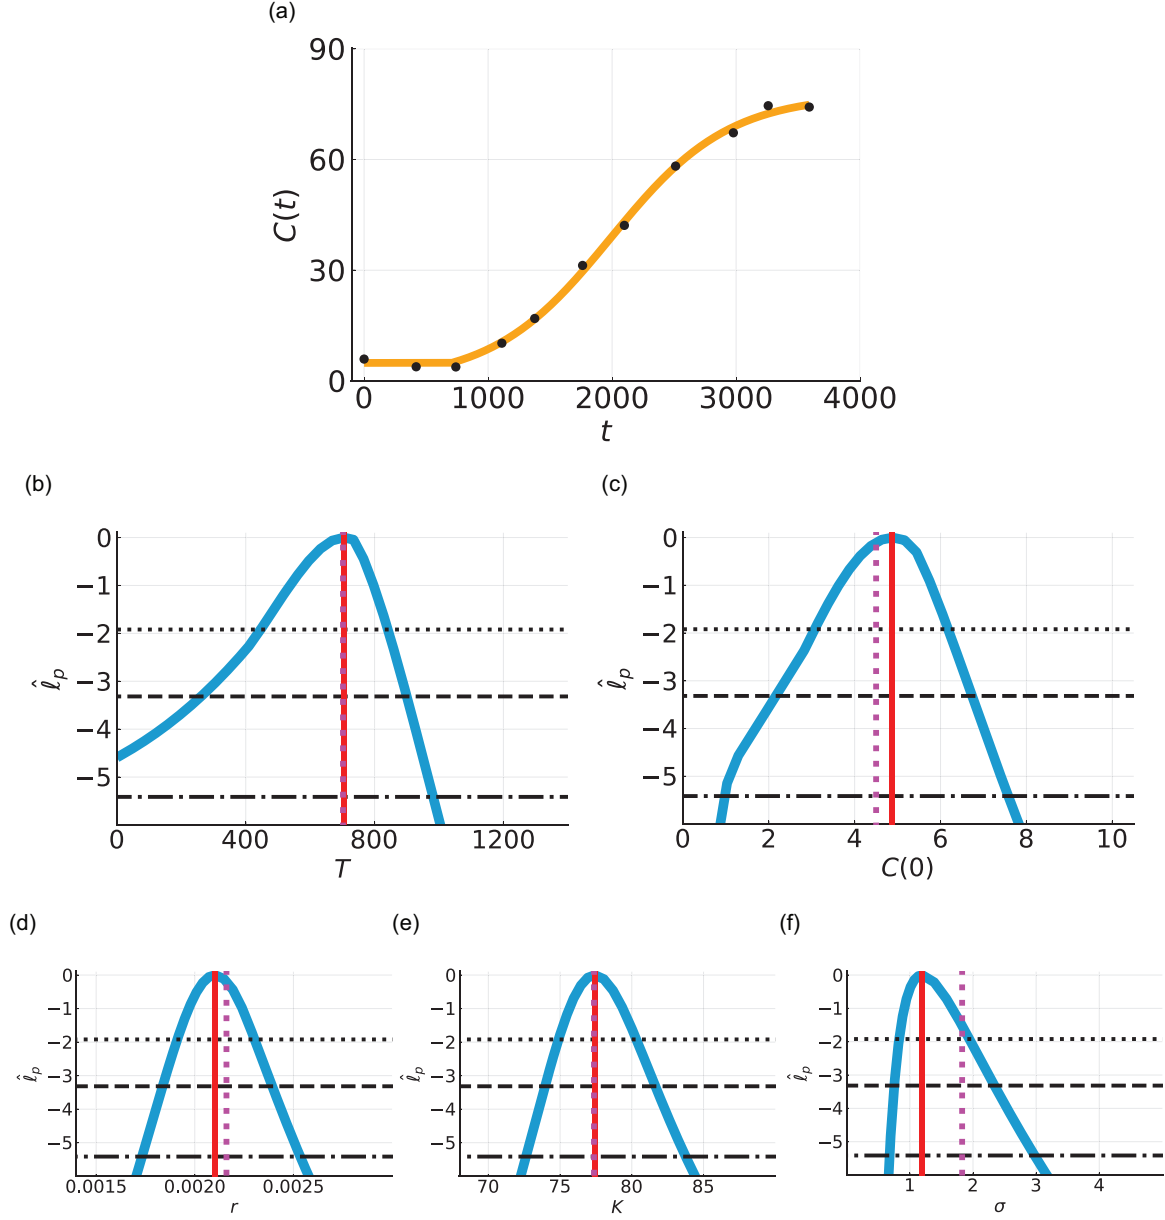 (a)
90
60
30
0
C(t)
0 1000 2000 3000 4000
t
(b)
0
−1
−2
−3
−4
−5
ℓ̂ₚ
0 400 800 1200
T
(c)
0
−1
−2
−3
−4
−5
ℓ̂ₚ
0 2 4 6 8 10
C(0)
(d)
0
−1
−2
−3
−4
−5
ℓ̂ₚ
0.0015 0.0020 0.0025
r
(e)
0
−1
−2
−3
−4
−5
ℓ̂ₚ
70 75 80 85
K
(f)
0
−1
−2
−3
−4
−5
ℓ̂ₚ
1 2 3 4
σ